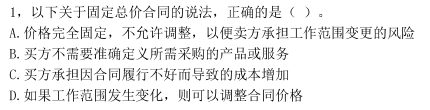 1，以下关于固定总价合同的说法，正确的是（ ）。
A.价格完全固定，不允许调整，以便卖方承担工作范围变更的风险
B.买方不需要准确定义所需采购的产品或服务
C.买方承担因合同履行不好而导致的成本增加
D.如果工作范围发生变化，则可以调整合同价格